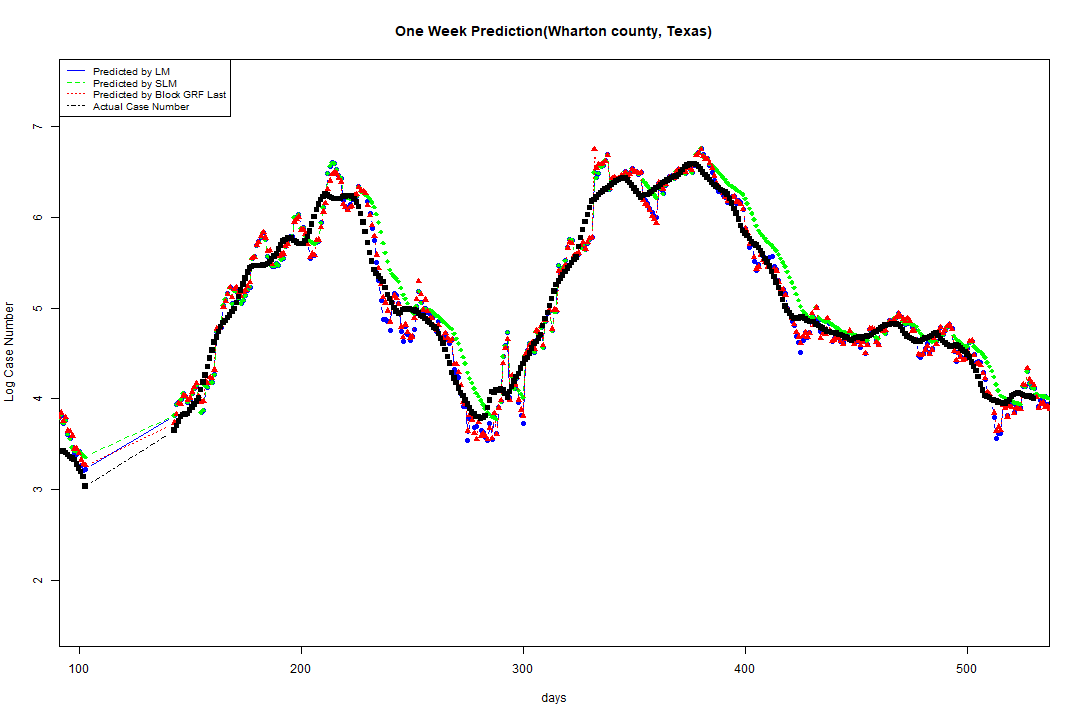 One Week Prediction(Wharton county, Texas)
Predicted by LM
Predicted by SLM
Predicted by Block GRF Last
Actual Case Number
7
6
5
4
3
2
Log Case Number
100 200 300 400 500
days